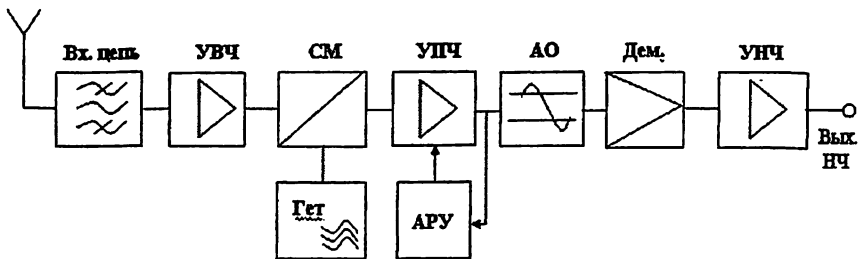 Вх. цепь
УВЧ
СМ
УПЧ
АО
Дем.
УНЧ
Вых.
НЧ
Гет
АРУ